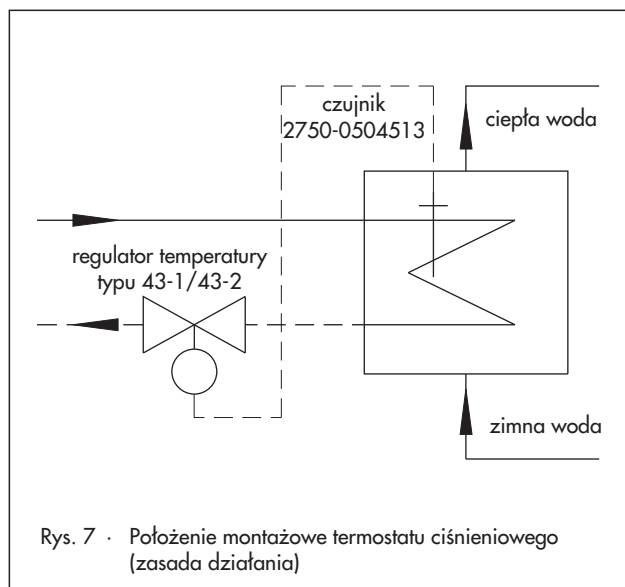 czujnik
2750-0504513
ciepła woda
regulator temperatury
typu 43-1/43-2
zimna woda
Rys. 7 · Położenie montażowe termostatu ciśnieniowego
(zasada działania)